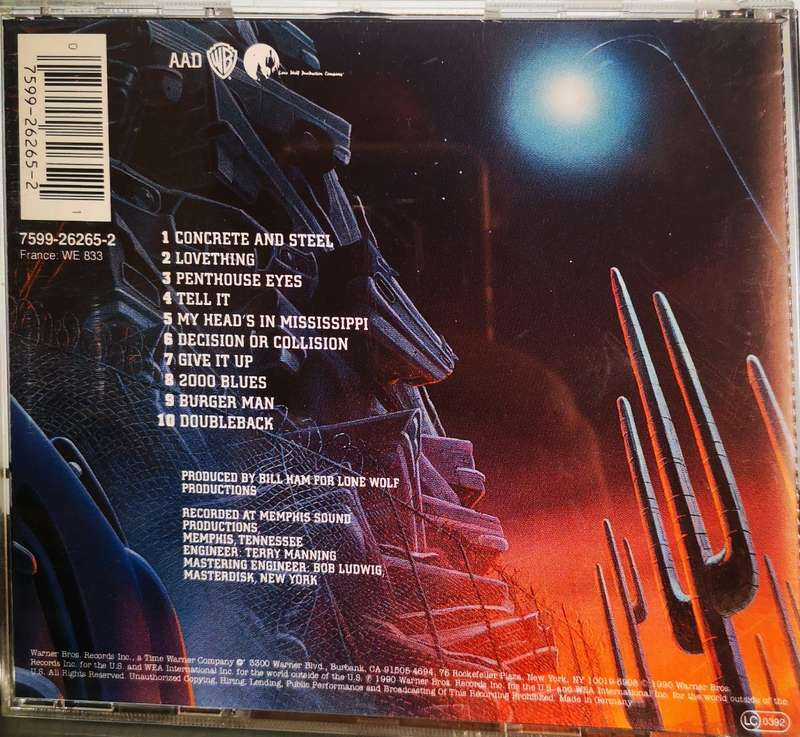 0
7599-26265-2
1
AAD WB Lone Wolf Production Company
7599-26265-2
France: WE 833
1 CONCRETE AND STEEL
2 LOVETHING
3 PENTHOUSE EYES
4 TELL IT
5 MY HEAD'S IN MISSISSIPPI
6 DECISION OR COLLISION
7 GIVE IT UP
8 2000 BLUES
9 BURGER MAN
10 DOUBLEBACK
PRODUCED BY BILL HAM FOR LONE WOLF
PRODUCTIONS
RECORDED AT MEMPHIS SOUND
PRODUCTIONS,
MEMPHIS, TENNESSEE
ENGINEER: TERRY MANNING
MASTERING ENGINEER: BOB LUDWIG,
MASTERDISK, NEW YORK
Warner Bros. Records Inc., a Time Warner Company 3300 Warner Blvd., Burbank, CA 91505-4694, 75 Rockefeller Plaza, New York, NY 10019-6908 © 1990 Warner Bros.
Records Inc. for the U.S. and WEA International Inc. for the world outside of the U.S. ℗ 1990 Warner Bros. Records Inc. for the U.S. and WEA International Inc. for the world outside of the
U.S. All Rights Reserved. Unauthorized Copying, Hiring, Lending, Public Performance and Broadcasting Of This Recording Prohibited. Made in Germany
LC 0392